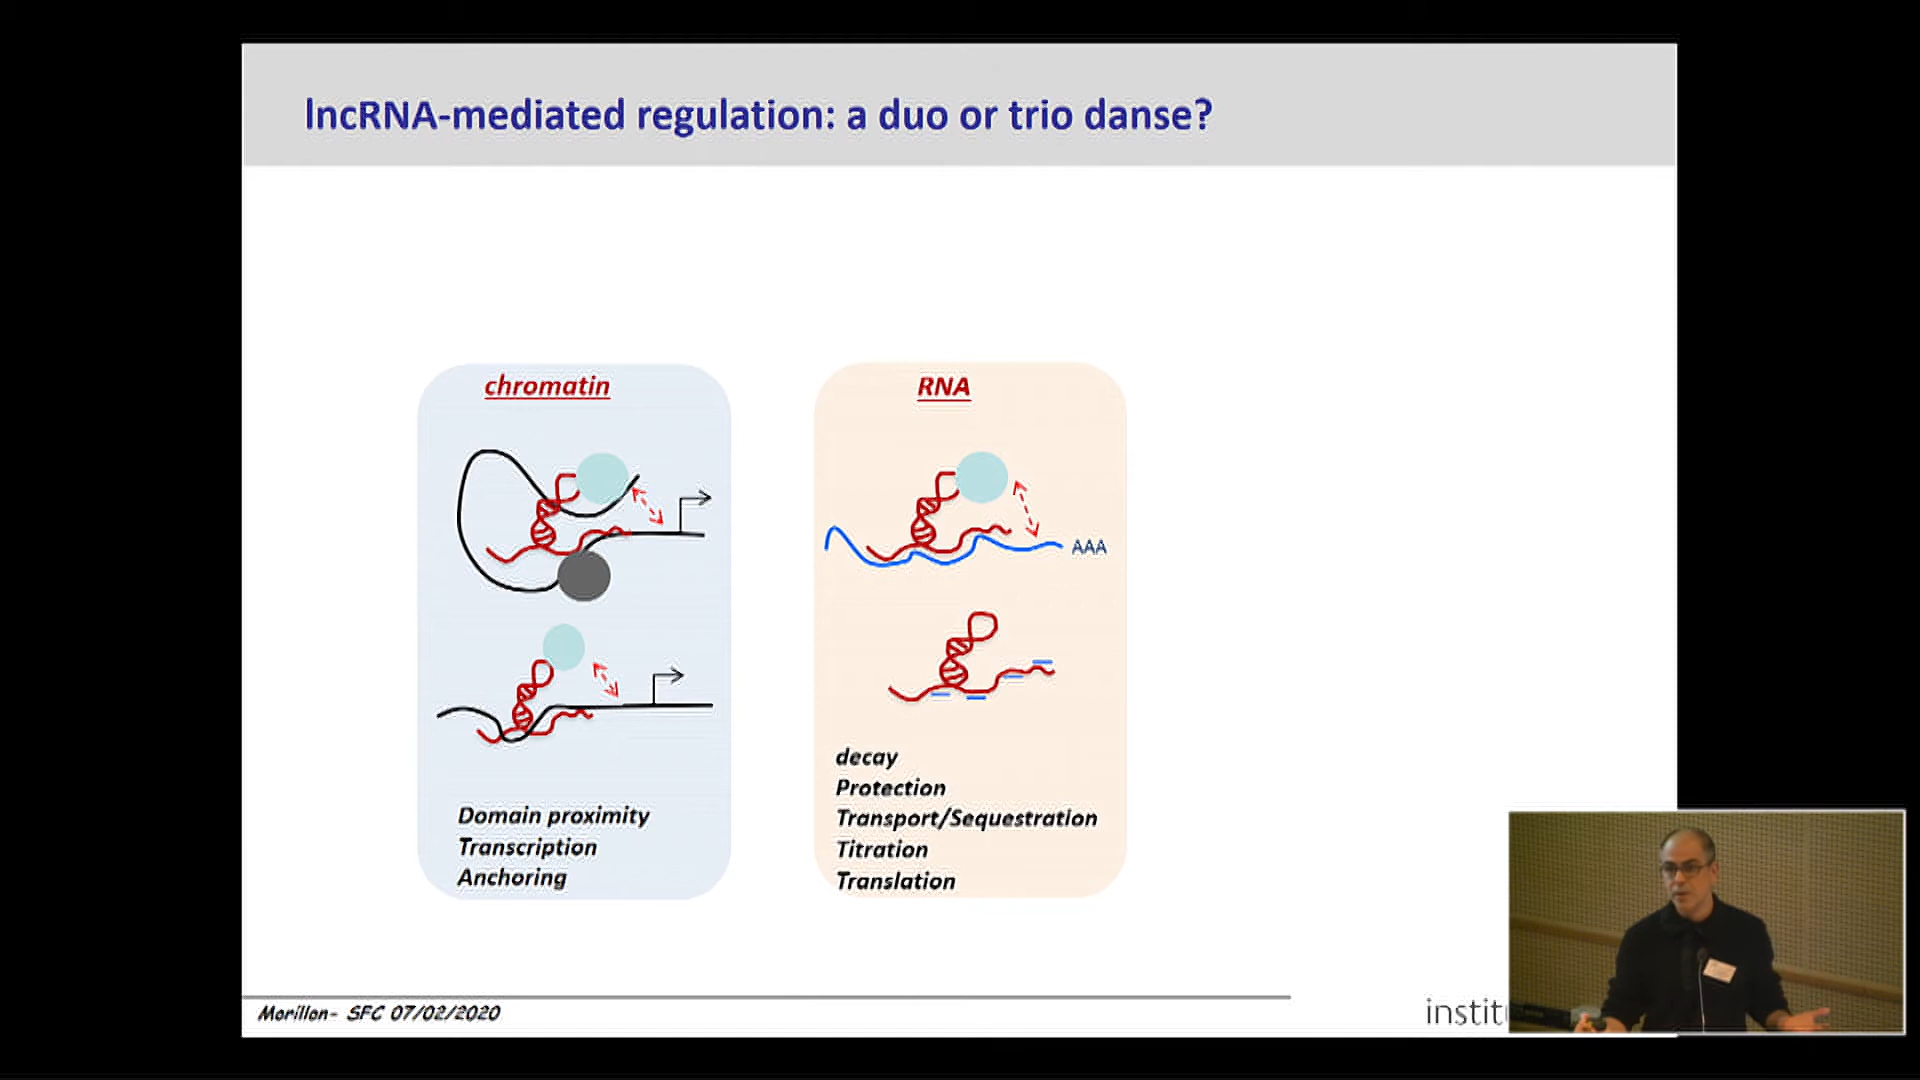 lncRNA-mediated regulation: a duo or trio danse?
chromatin
Domain proximity
Transcription
Anchoring
RNA
AAA
decay
Protection
Transport/Sequestration
Titration
Translation
Morillon- SFC 07/02/2020